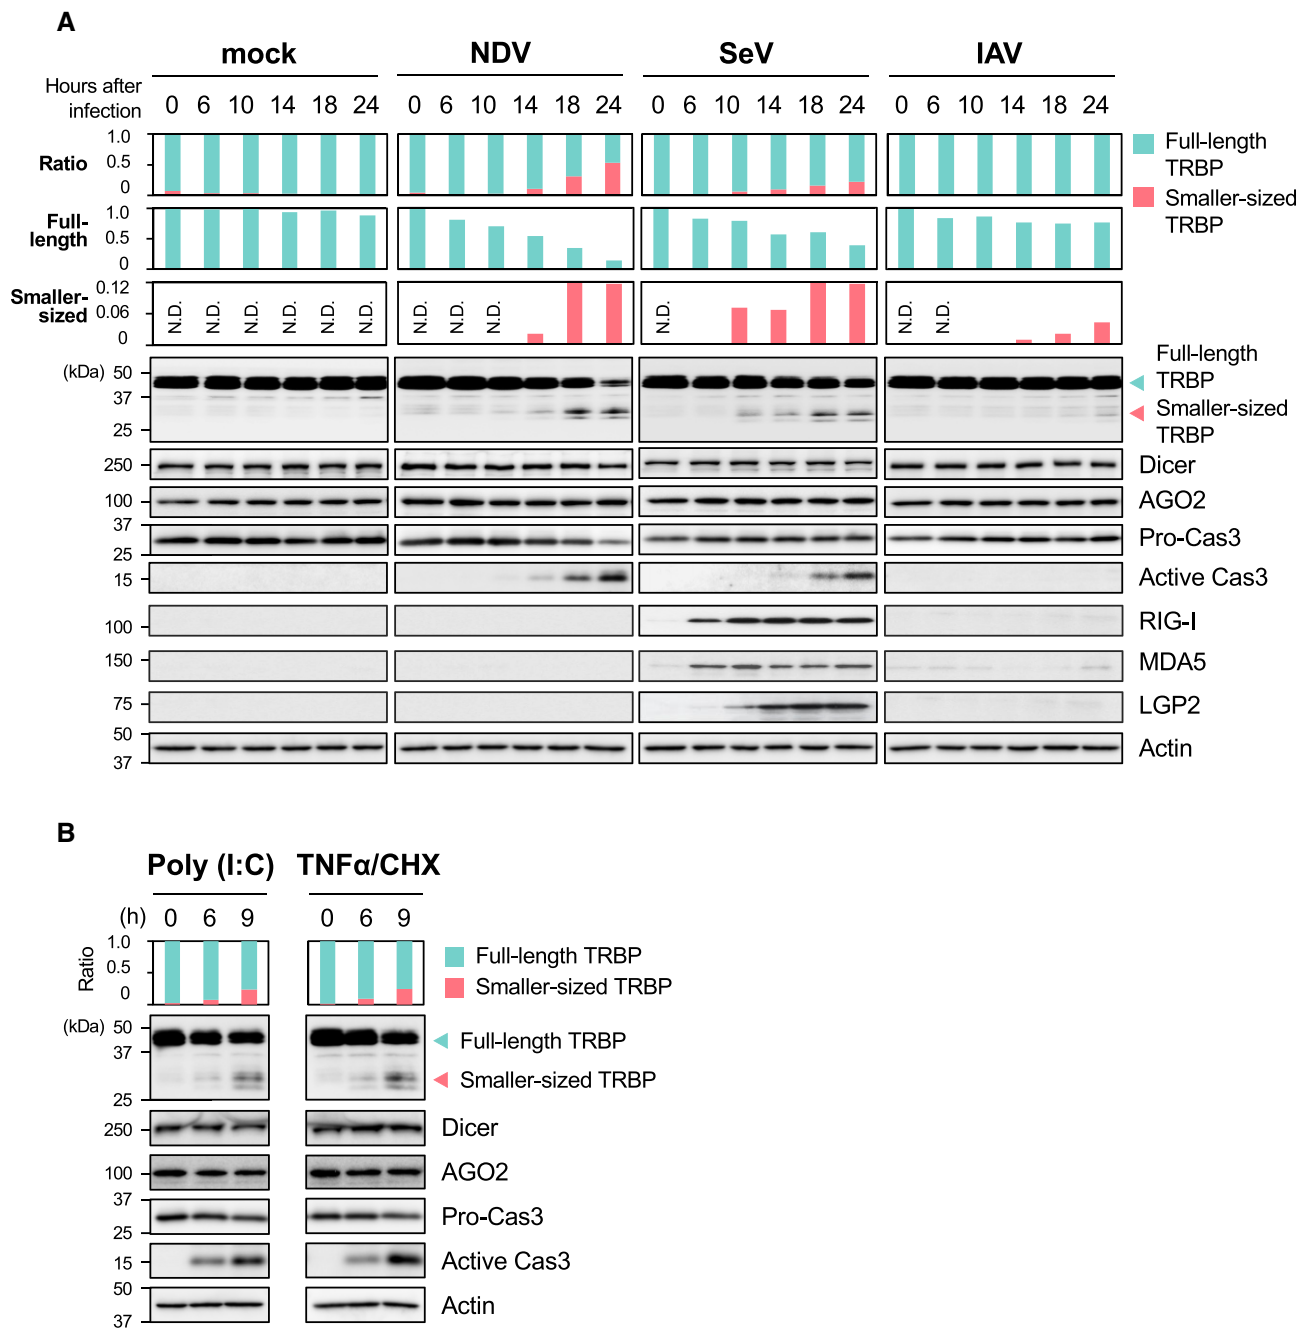 A
mock NDV SeV IAV
Hours after infection
0 6 10 14 18 24 0 6 10 14 18 24 0 6 10 14 18 24 0 6 10 14 18 24
Ratio
1.0
0.5
0
Full-length TRBP
Smaller-sized TRBP
Full-length
1.0
0.5
0
Smaller-sized
0.12
0.06
0
N.D. N.D. N.D. N.D. N.D. N.D. N.D. N.D. N.D. N.D. N.D. N.D.
(kDa)
50
37
25
Full-length TRBP
Smaller-sized TRBP
250 Dicer
100 AGO2
37
25
Pro-Cas3
15 Active Cas3
100 RIG-I
150 MDA5
75 LGP2
50
37
Actin
B
Poly (I:C) TNFα/CHX
(h) 0 6 9 0 6 9
Ratio
1.0
0.5
0
Full-length TRBP
Smaller-sized TRBP
(kDa)
50
37
25
Full-length TRBP
Smaller-sized TRBP
250 Dicer
100 AGO2
37
25
Pro-Cas3
15 Active Cas3
50
37
Actin